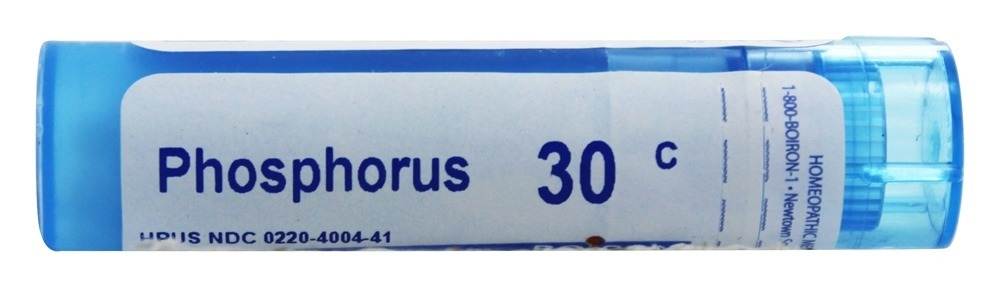 Phosphorus 30 C
HPUS NDC 0220-4004-41
HOMEOPATHIC
1-800-BOIRON-1 • Newtown